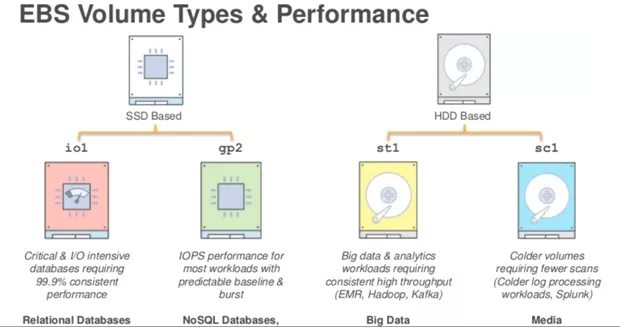 EBS Volume Types & Performance
SSD Based
HDD Based
io1
gp2
st1
sc1
Critical & I/O intensive
databases requiring
99.9% consistent
performance
IOPS performance for
most workloads with
predictable baseline &
burst
Big data & analytics
workloads requiring
consistent high throughput
(EMR, Hadoop, Kafka)
Colder volumes
requiring fewer scans
(Colder log processing
workloads, Splunk)
Relational Databases
NoSQL Databases,
Big Data
Media